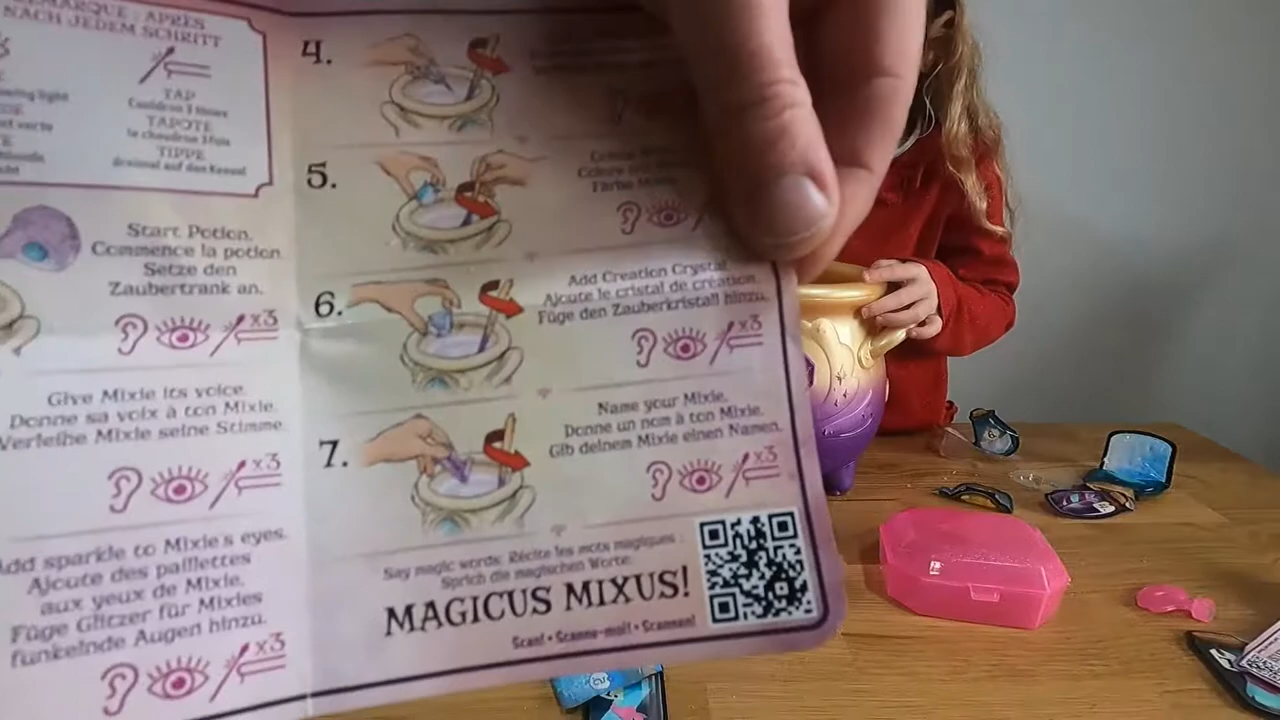 REMARQUE : APRÈS
NACH JEDEM SCHRITT
TAP
Cauldron 3 times
TAPOTE
le chaudron 3 fois
TIPPE
dreimal auf den Kessel
Start Potion.
Commence la potion.
Setze den
Zaubertrank an.
x3
Give Mixie its voice.
Donne sa voix à ton Mixie.
Verleihe Mixie seine Stimme.
x3
Add sparkle to Mixie's eyes.
Ajoute des paillettes
aux yeux de Mixie.
Füge Glitzer für Mixies
funkelnde Augen hinzu.
x3
4.
5.
6.
Add Creation Crystal.
Ajoute le cristal de création.
Füge den Zauberkristall hinzu.
x3
7.
Name your Mixie.
Donne un nom à ton Mixie.
Gib deinem Mixie einen Namen.
x3
Say magic words: Récite les mots magiques :
Sprich die magischen Worte:
MAGICUS MIXUS!
Scan! • Scanne-moi! • Scannen!